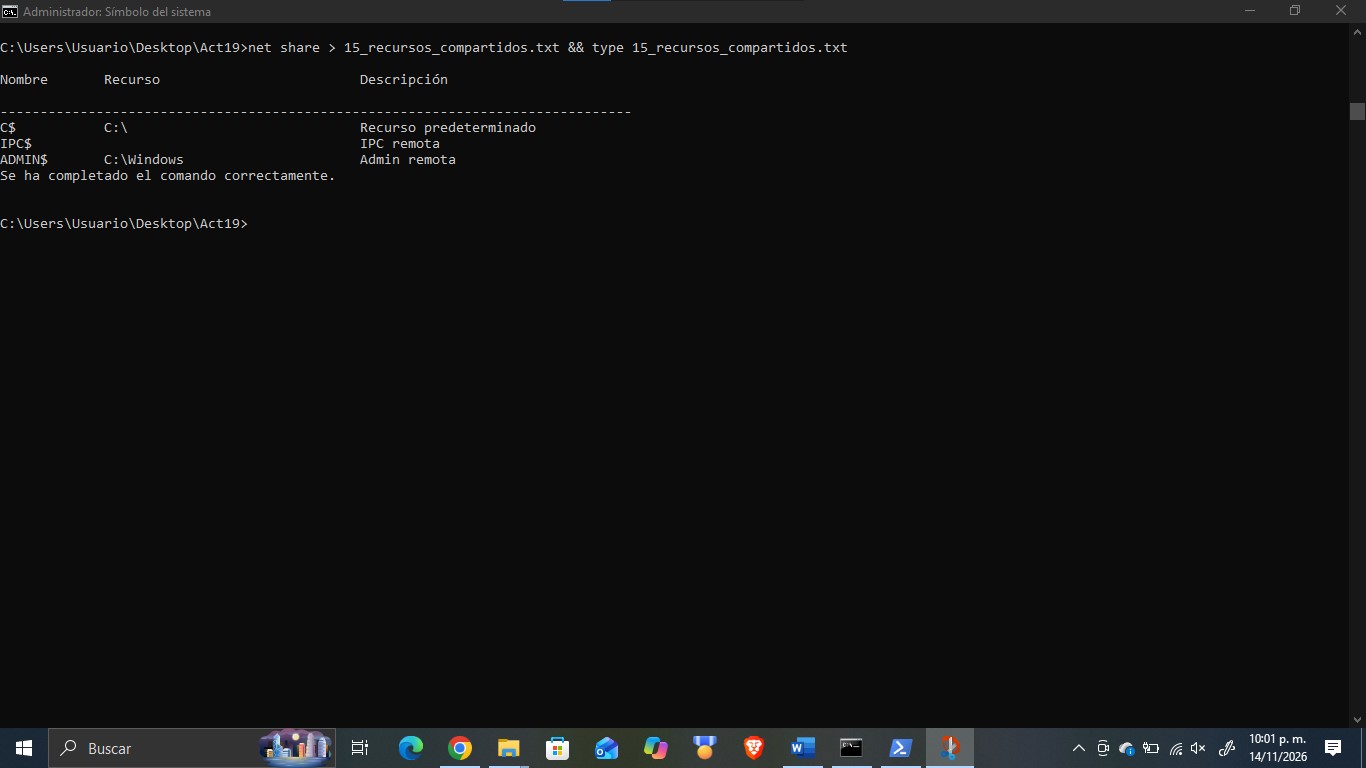 Administrador: Símbolo del sistema
C:\Users\Usuario\Desktop\Act19>net share > 15_recursos_compartidos.txt && type 15_recursos_compartidos.txt
Nombre       Recurso                         Descripción
-------------------------------------------------------------------------------
C$           C:\                             Recurso predeterminado
IPC$                                         IPC remota
ADMIN$       C:\Windows                      Admin remota
Se ha completado el comando correctamente.
C:\Users\Usuario\Desktop\Act19>
Buscar
10:01 p. m.
14/11/2026